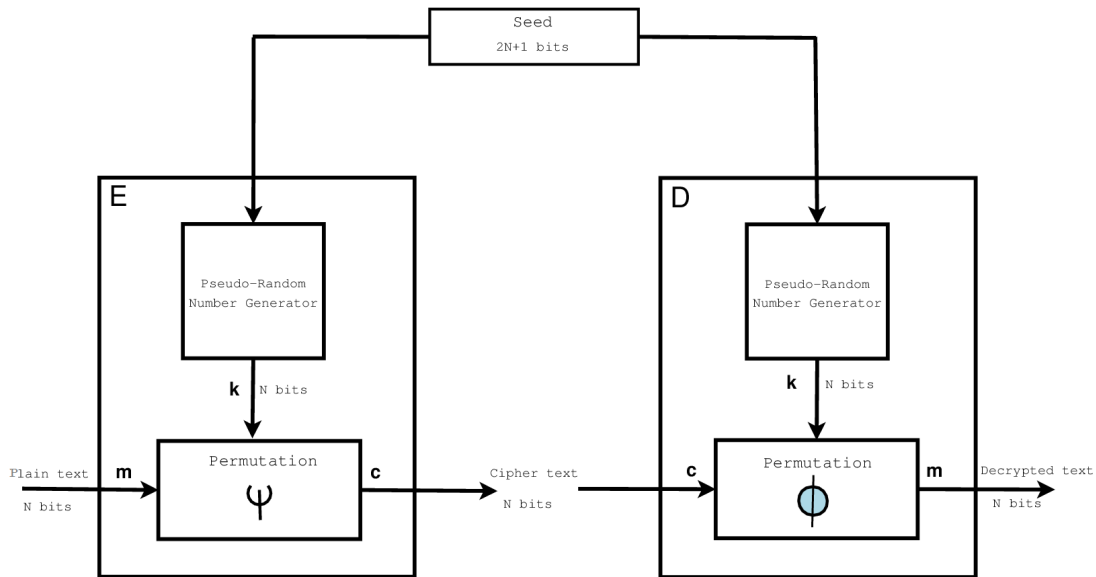 Seed
2N+1 bits
E
D
Pseudo-Random
Number Generator
Pseudo-Random
Number Generator
k
N bits
k
N bits
Plain text
m
N bits
Permutation
ψ
c
Cipher text
N bits
c
Permutation
ϕ
m
Decrypted text
N bits